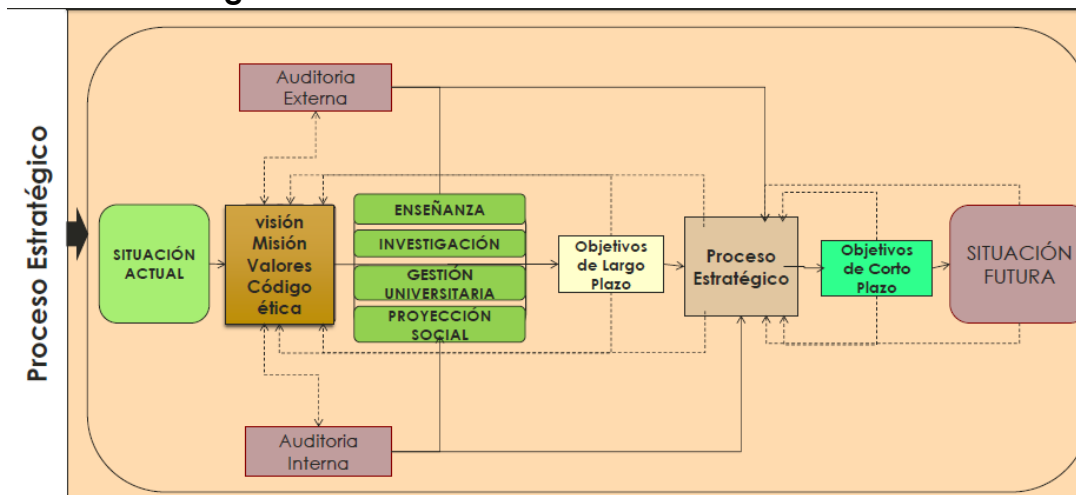 Proceso Estratégico
Auditoria
Externa
SITUACIÓN
ACTUAL
visión
Misión
Valores
Código
ética
ENSEÑANZA
INVESTIGACIÓN
GESTIÓN
UNIVERSITARIA
PROYECCIÓN
SOCIAL
Objetivos
de Largo
Plazo
Proceso
Estratégico
Objetivos
de Corto
Plazo
SITUACIÓN
FUTURA
Auditoria
Interna